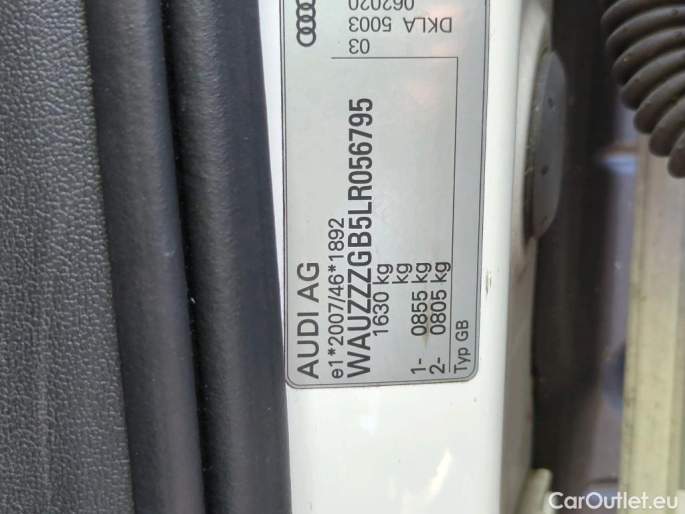 AUDI AG
e1*2007/46*1892
WAUZZZGB5LR056795
1630 kg
kg
1- 0855 kg
2- 0805 kg
Typ GB
03
DKLA 5003
062020
CarOutlet.eu